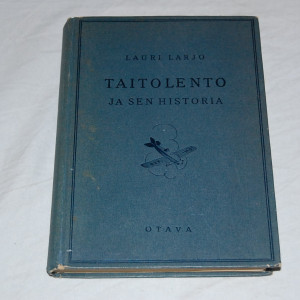 LAURI LARJO
TAITOLENTO
JA SEN HISTORIA
OTAVA